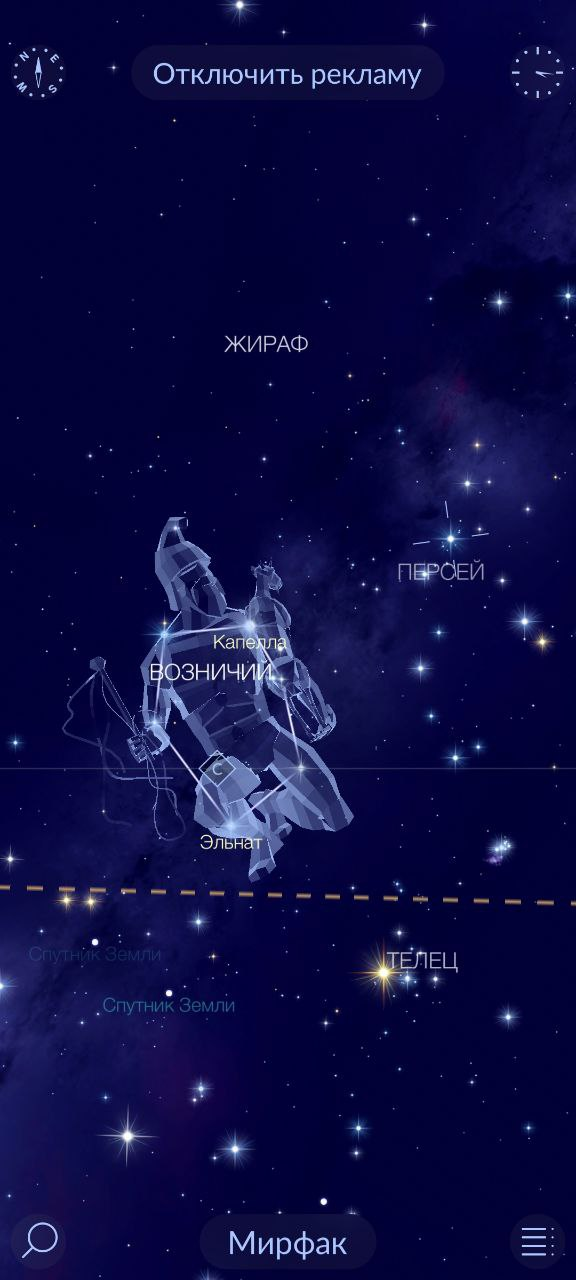 N E
W S
Отключить рекламу
ЖИРАФ
ПЕРСЕЙ
Капелла
ВОЗНИЧИЙ
С
Эльнат
Спутник Земли
ТЕЛЕЦ
Спутник Земли
Мирфак